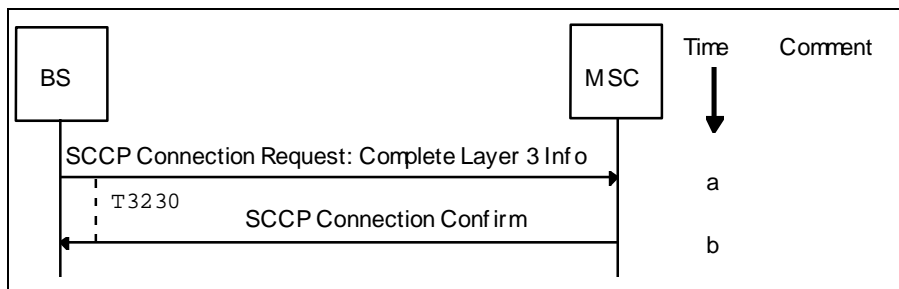 Time Comment
BS MSC
SCCP Connection Request: Complete Layer 3 Info
a
T3230
SCCP Connection Confirm
b